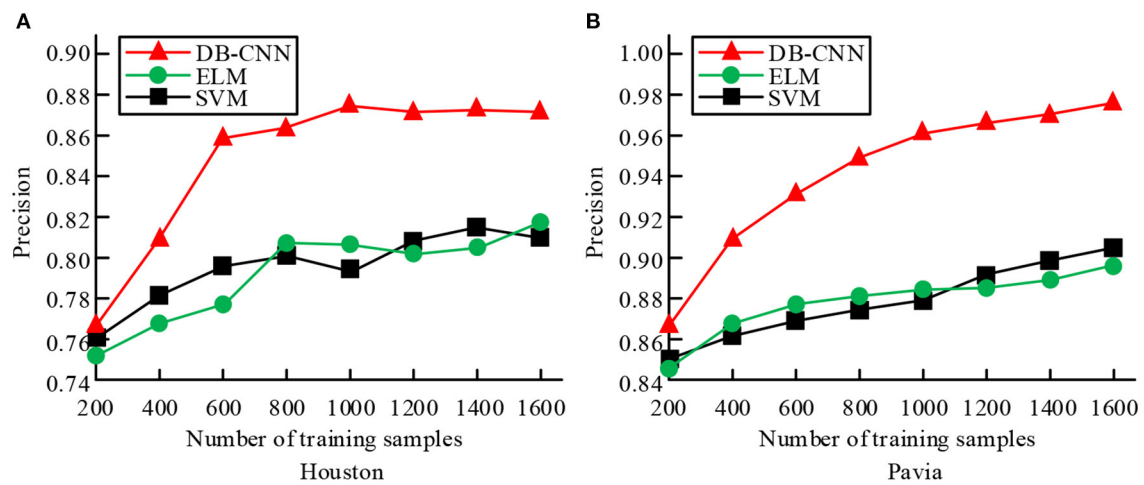 A
0.90
0.88
0.86
0.84
0.82
0.80
0.78
0.76
0.74
Precision
DB-CNN
ELM
SVM
200 400 600 800 1000 1200 1400 1600
Number of training samples
Houston
B
1.00
0.98
0.96
0.94
0.92
0.90
0.88
0.86
0.84
Precision
DB-CNN
ELM
SVM
200 400 600 800 1000 1200 1400 1600
Number of training samples
Pavia